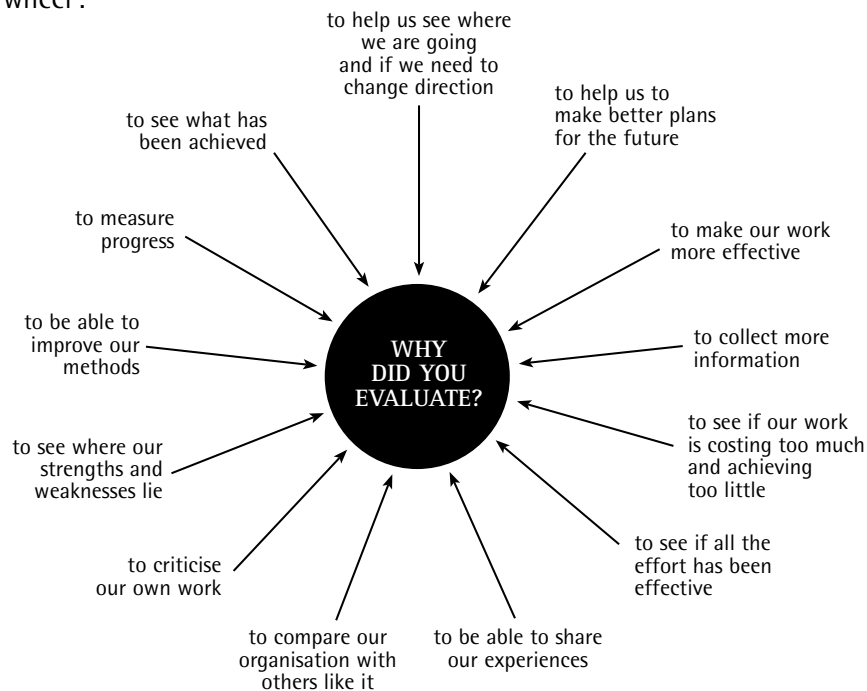 wheel'.
to help us see where
we are going
and if we need to
change direction
to help us to
make better plans
for the future
to make our work
more effective
to collect more
information
to see if our work
is costing too much
and achieving
too little
to see if all the
effort has been
effective
to be able to share
our experiences
to compare our
organisation with
others like it
to criticise
our own work
to see where our
strengths and
weaknesses lie
to be able to
improve our
methods
to measure
progress
to see what has
been achieved
WHY
DID YOU
EVALUATE?